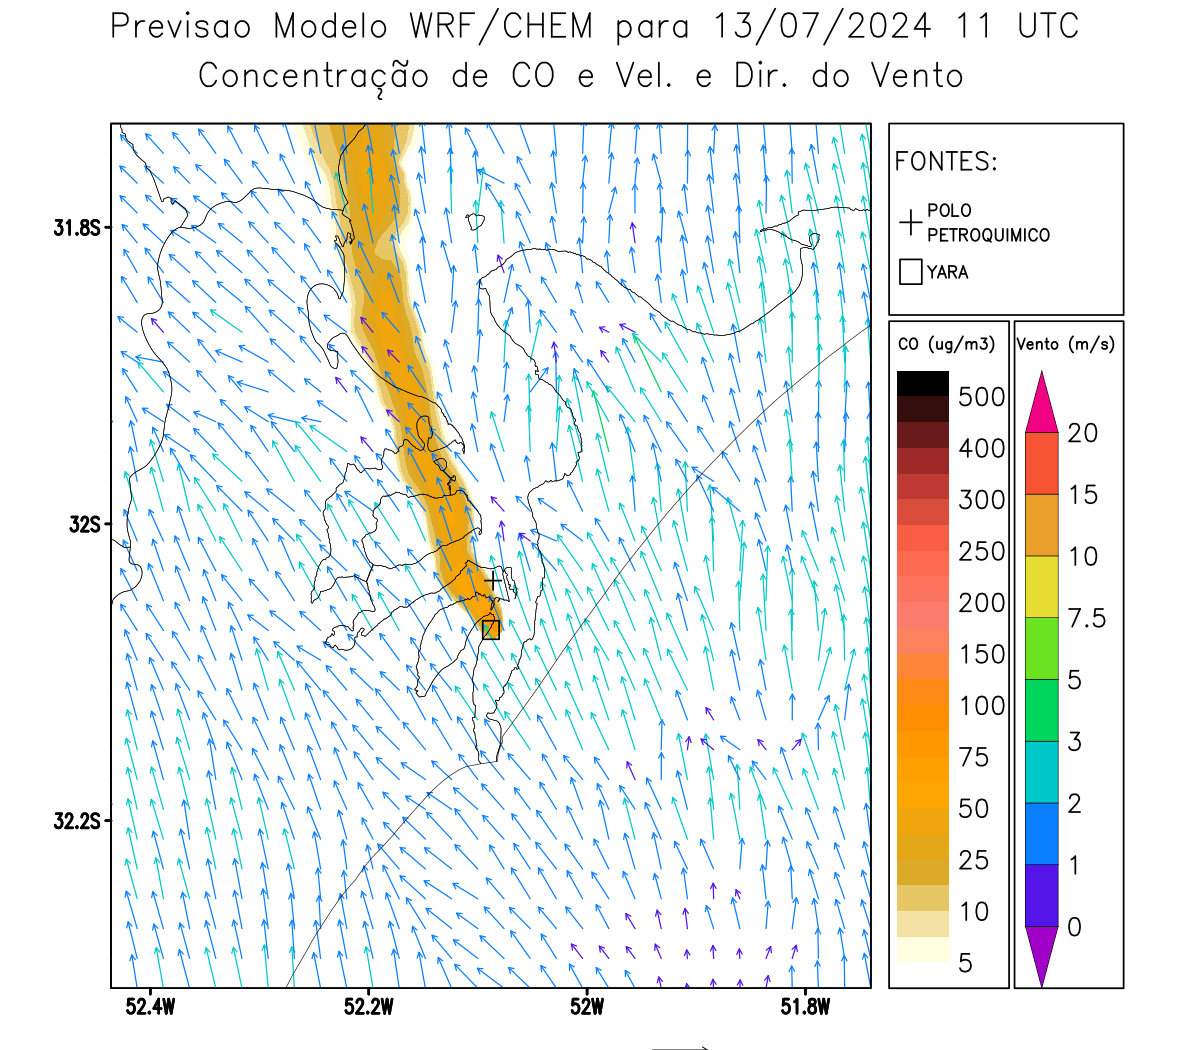 Previsao Modelo WRF/CHEM para 13/07/2024 11 UTC
Concentração de CO e Vel. e Dir. do Vento
FONTES:
POLO
PETROQUIMICO
YARA
CO (ug/m3)
500
400
300
250
200
150
100
75
50
25
10
5
Vento (m/s)
20
15
10
7.5
5
3
2
1
0
31.8S
32S
32.2S
52.4W
52.2W
52W
51.8W